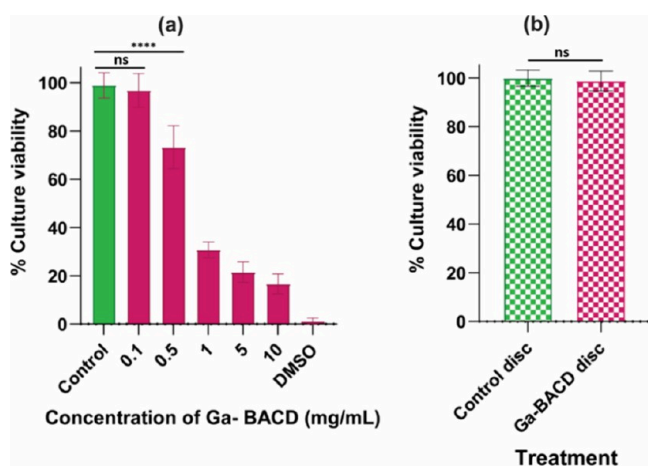 (a)
****
ns
% Culture viability
100
80
60
40
20
0
Control
0.1
0.5
1
5
10
DMSO
Concentration of Ga- BACD (mg/mL)
(b)
ns
% Culture viability
100
80
60
40
20
0
Control disc
Ga-BACD disc
Treatment